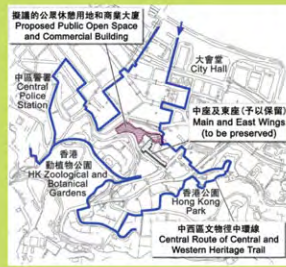 擬議的公眾休憩用地和商業大廈
Proposed Public Open Space
and Commercial Building
大會堂
City Hall
中區警署
Central
Police
Station
中座及東座 (予以保留)
Main and East Wings
(to be preserved)
香港
動植物公園
HK Zoological and
Botanical
Gardens
香港公園
Hong Kong
Park
中西區文物徑中環線
Central Route of Central and
Western Heritage Trail